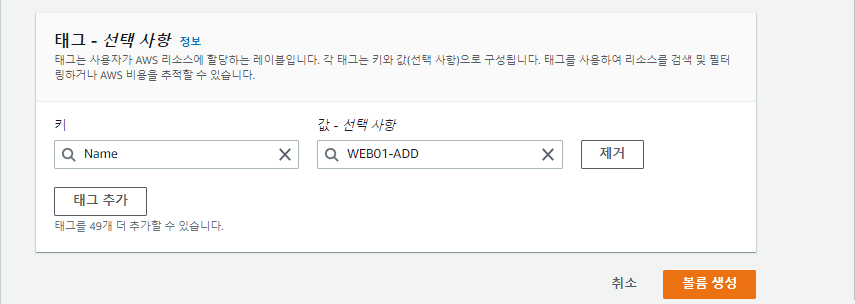 태그 - 선택 사항 정보
태그는 사용자가 AWS 리소스에 할당하는 레이블입니다. 각 태그는 키와 값(선택 사항)으로 구성됩니다. 태그를 사용하여 리소스를 검색 및 필터
링하거나 AWS 비용을 추적할 수 있습니다.
키 값 - 선택 사항
Name WEB01-ADD 제거
태그 추가
태그를 49개 더 추가할 수 있습니다.
취소 볼륨 생성